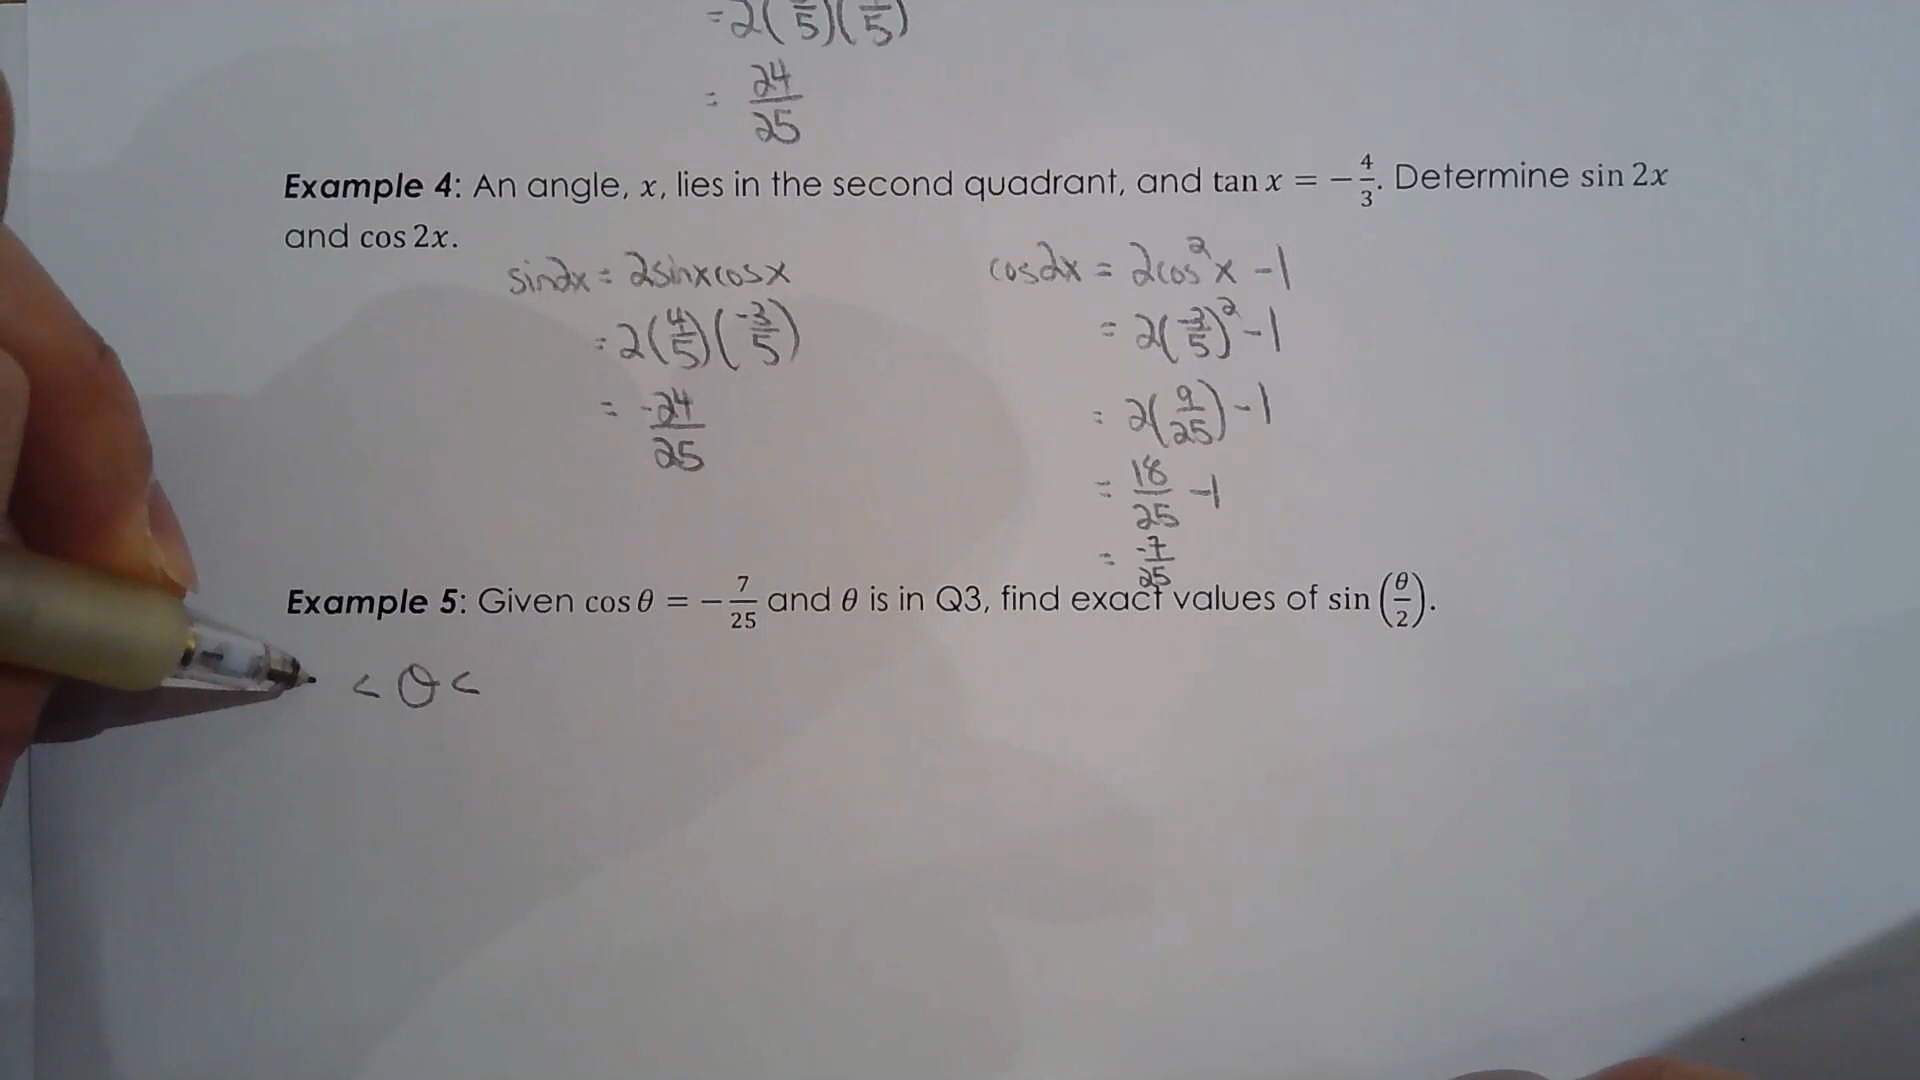 = 2(‾/5)(‾/5)
= 24/25
Example 4: An angle, x, lies in the second quadrant, and tan x = −4/3. Determine sin 2x
and cos 2x.
sin2x = 2sinxcosx
= 2(4/5)(-3/5)
= -24/25
cos2x = 2cos²x - 1
= 2(-3/5)² - 1
= 2(9/25) - 1
= 18/25 - 1
= -7/25
Example 5: Given cos θ = −7/25 and θ is in Q3, find exact values of sin (θ/2).
< θ <